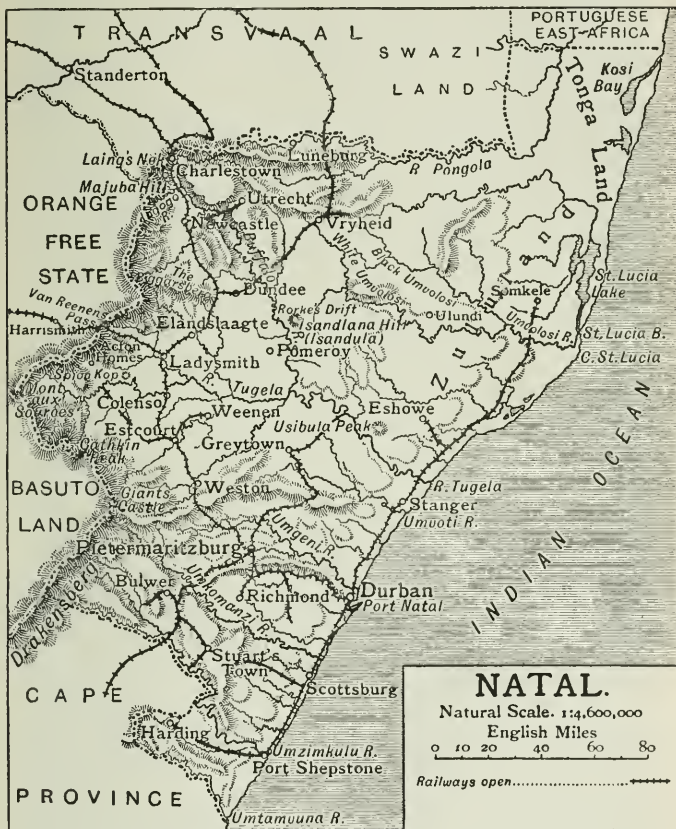 TRANSVAAL
PORTUGUESE
EAST-AFRICA
SWAZI
LAND
Standerton
Kosi
Bay
Tonga Land
Laing's Nek
Charlestown
Luneburg
R. Pongola
Majuba Hill
ORANGE
FREE
STATE
Utrecht
Newcastle
Buffalo
Vryheid
White Umvolosi
Black Umvolosi
Zululand
Somkele
St. Lucia
Lake
Dundee
Van Reenens
Pass
Harrismith
Elandslaagte
Rorkes Drift
Isandlana Hill
(Isandula)
Ulundi
Umvolosi R.
St. Lucia B.
C. St. Lucia
Acton
Homes
Spion Kop
Ladysmith
Pomeroy
Mont
aux
Sources
Colenso
Tugela
Weenen
Eshowe
Estcourt
Usibula Peak
Cathkin
Peak
Greytown
BASUTO
LAND
Giants
Castle
Weston
R. Tugela
Stanger
Umvoti R.
Umgeni R.
Pietermaritzburg
Drakensberg
Bulwer
Richmond
Durban
Port Natal
INDIAN OCEAN
Stuart's
Town
CAPE
Scottsburg
Harding
Umzimkulu R.
Port Shepstone
PROVINCE
Umtamvuna R.
NATAL.
Natural Scale. 1:4,600,000
English Miles
0 10 20 40 60 80
Railways open